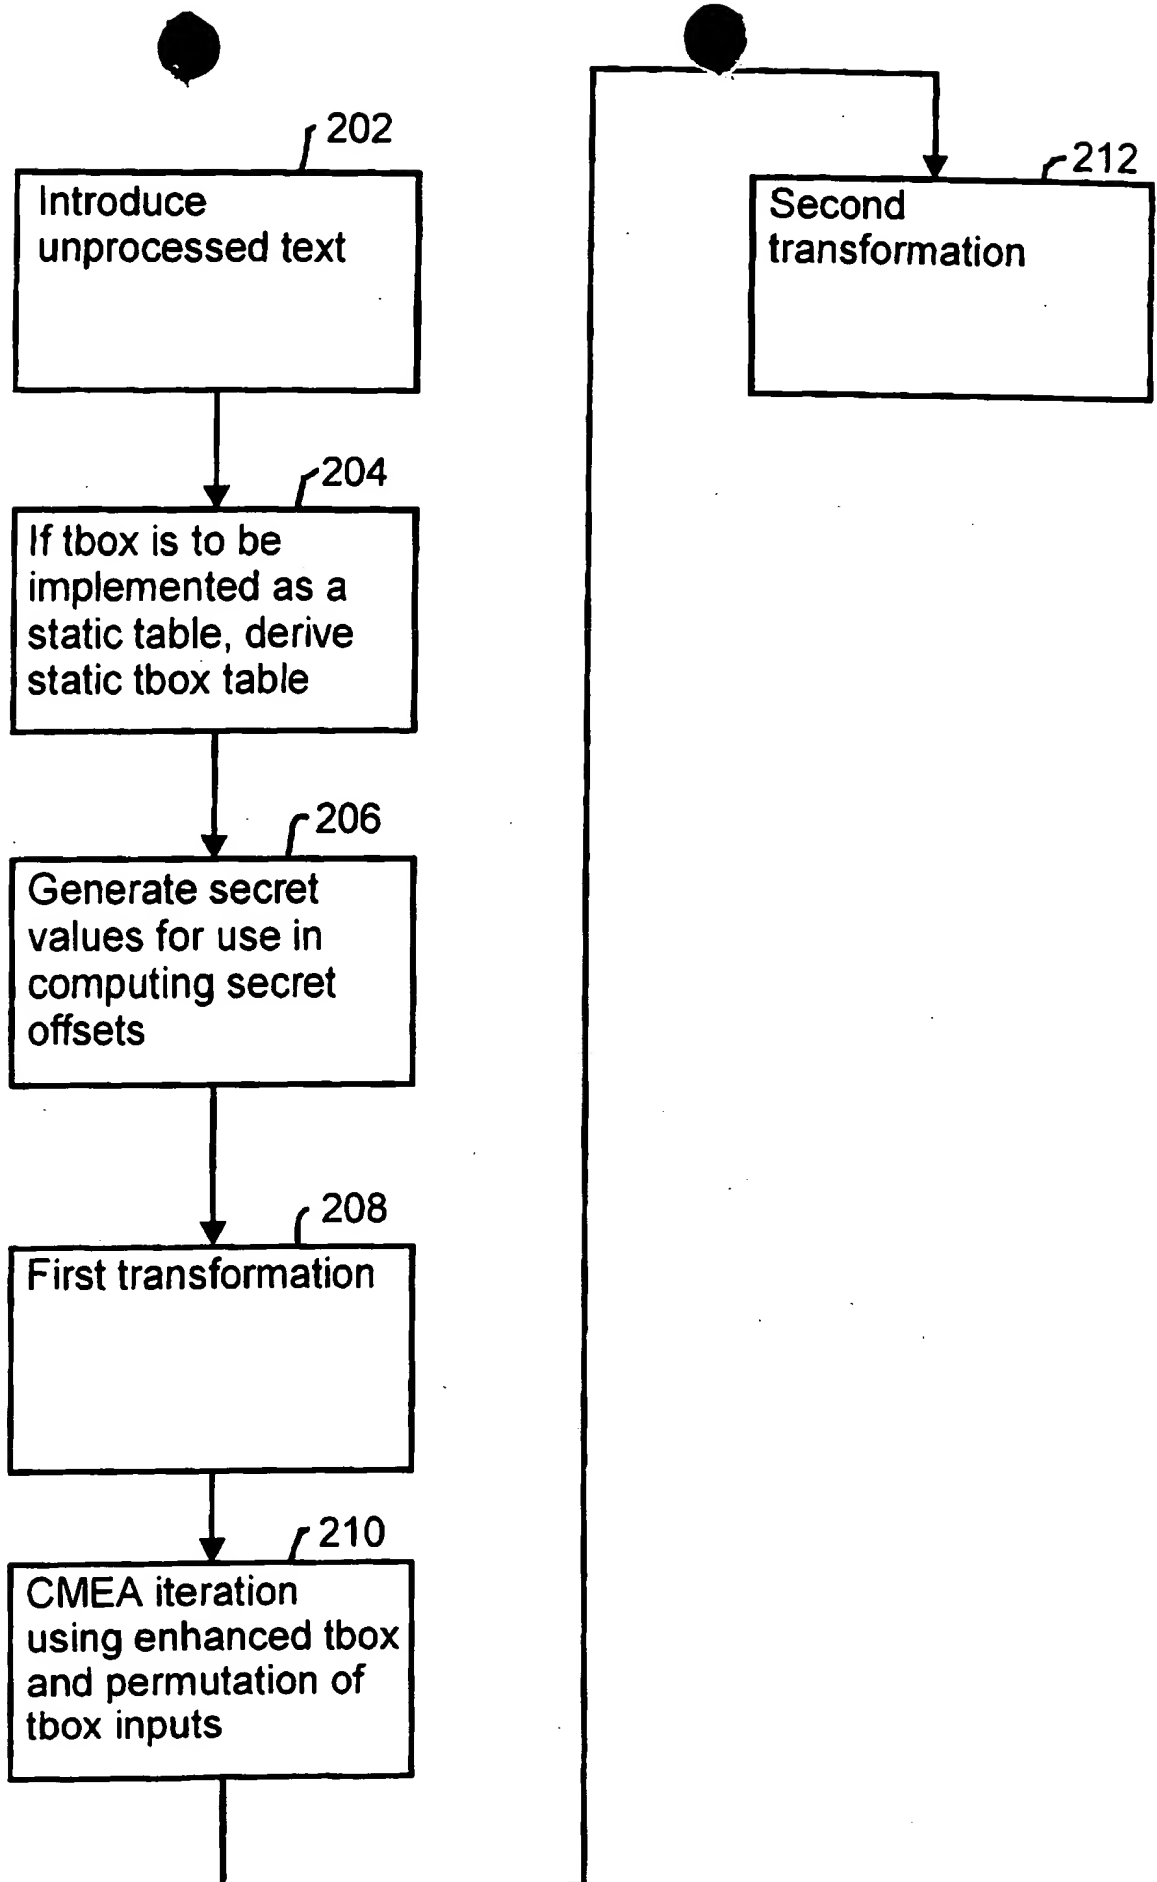 202
Introduce
unprocessed text
204
If tbox is to be
implemented as a
static table, derive
static tbox table
206
Generate secret
values for use in
computing secret
offsets
208
First transformation
210
CMEA iteration
using enhanced tbox
and permutation of
tbox inputs
212
Second
transformation